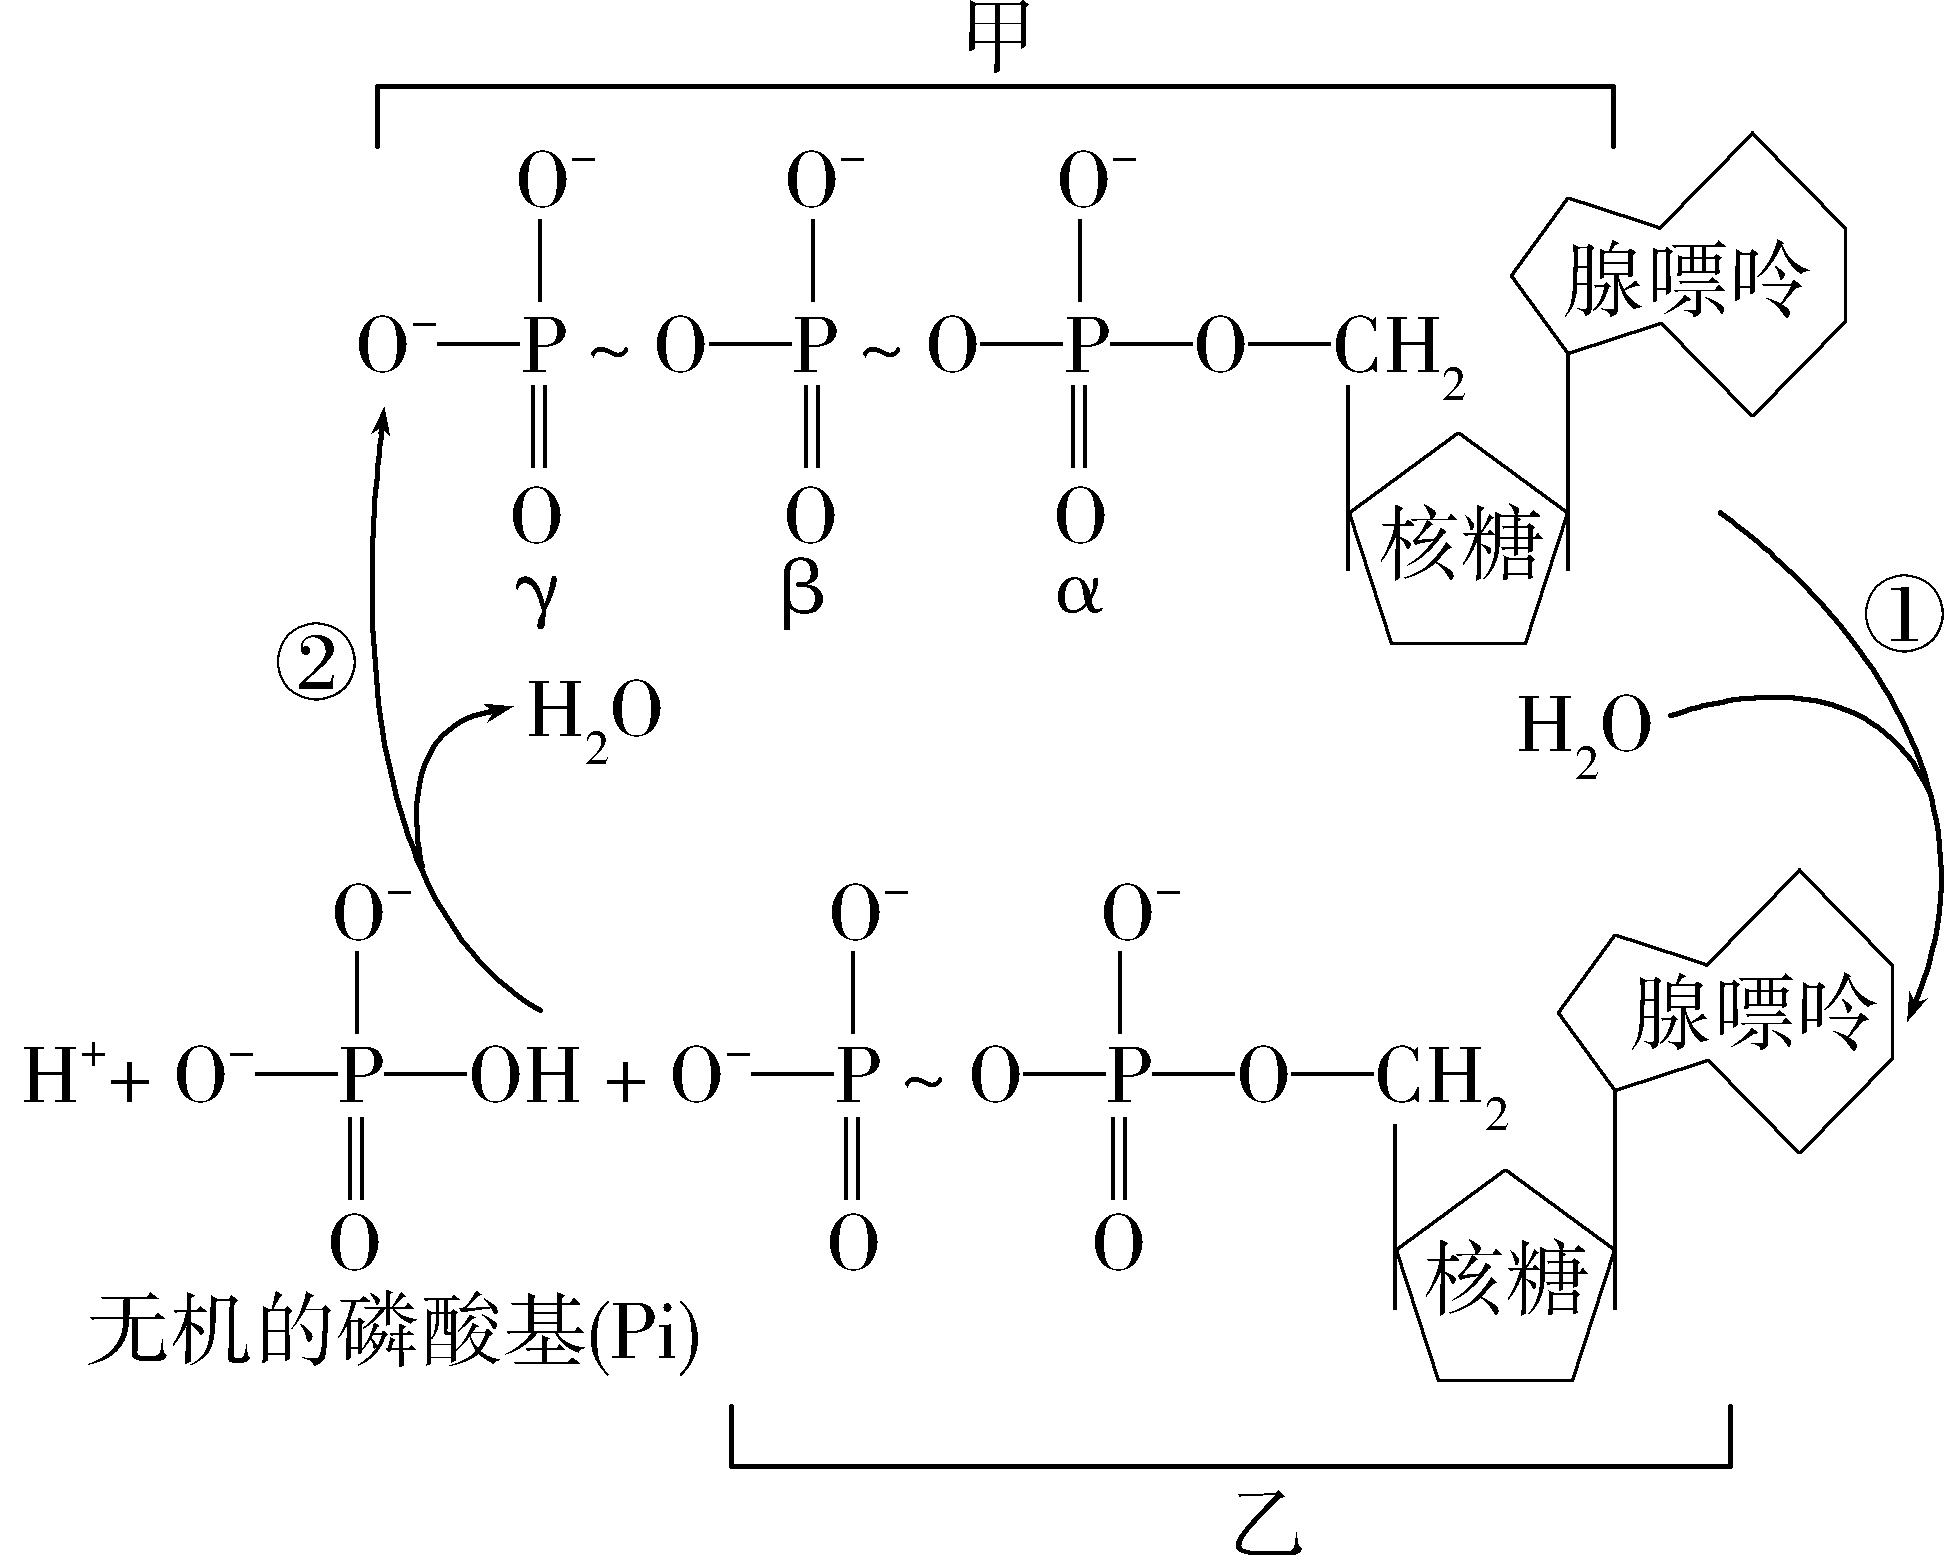 甲
O⁻ O⁻ O⁻
腺嘌呤
O⁻—P~O—P~O—P—O—CH₂
O O O
核糖
γ β α
①
②
H₂O H₂O
O⁻ O⁻ O⁻
腺嘌呤
H⁺+ O⁻—P—OH + O⁻—P~O—P—O—CH₂
O O O
核糖
无机的磷酸基(Pi)
乙